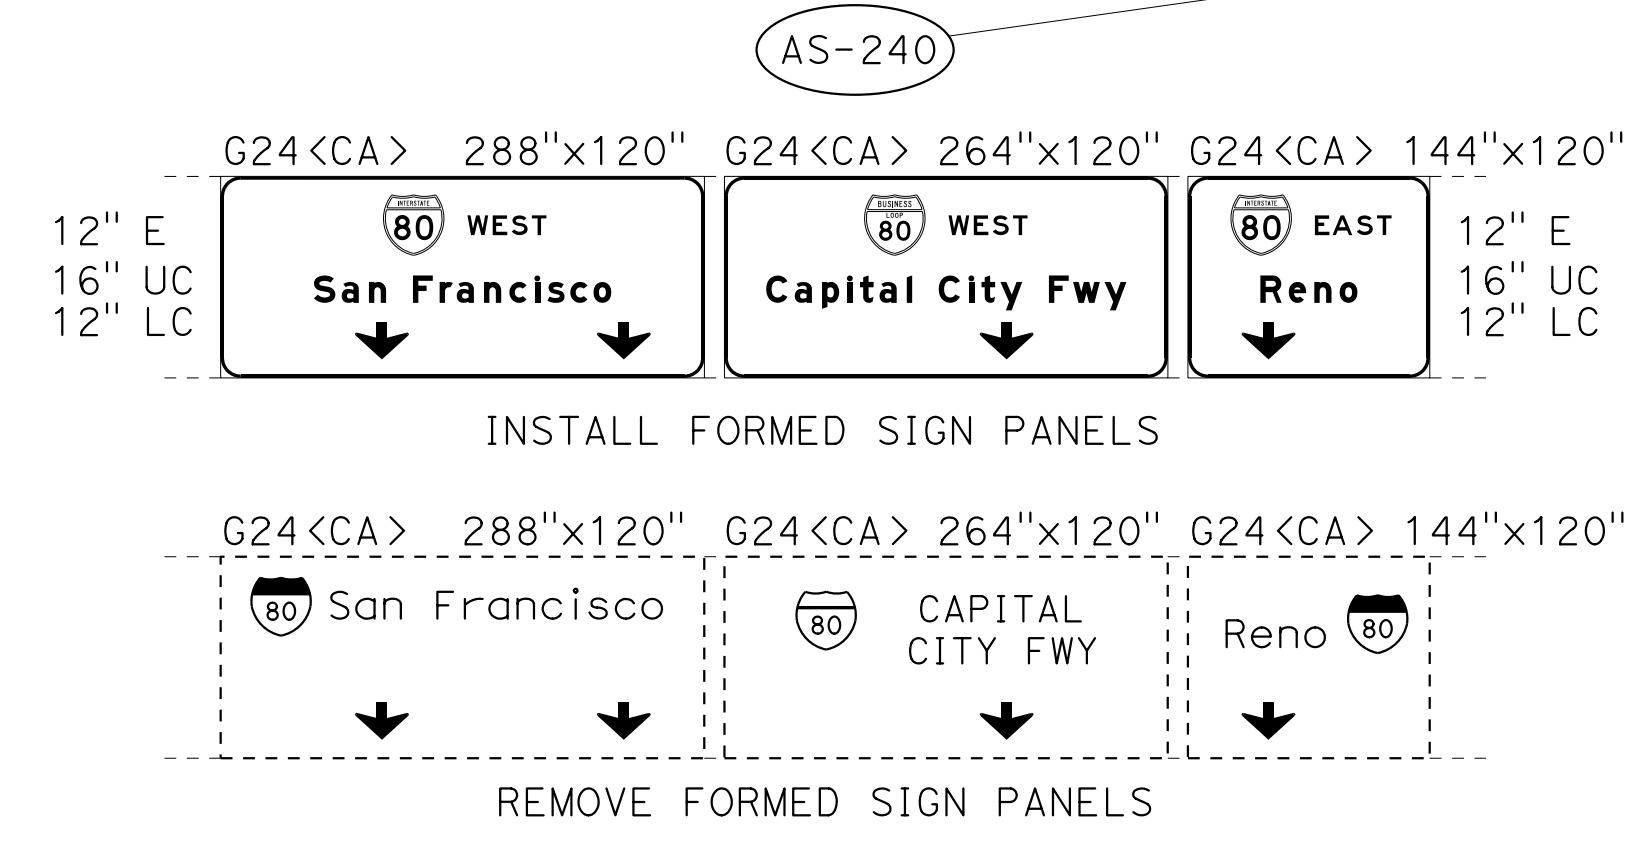 AS-240
G24<CA> 288"x120" G24<CA> 264"x120" G24<CA> 144"x120"
12" E
16" UC
12" LC
INTERSTATE
80 WEST
San Francisco
BUSINESS
LOOP
80 WEST
Capital City Fwy
INTERSTATE
80 EAST
Reno
12" E
16" UC
12" LC
INSTALL FORMED SIGN PANELS
G24<CA> 288"x120" G24<CA> 264"x120" G24<CA> 144"x120"
80 San Francisco
80
CAPITAL
CITY FWY
Reno 80
REMOVE FORMED SIGN PANELS